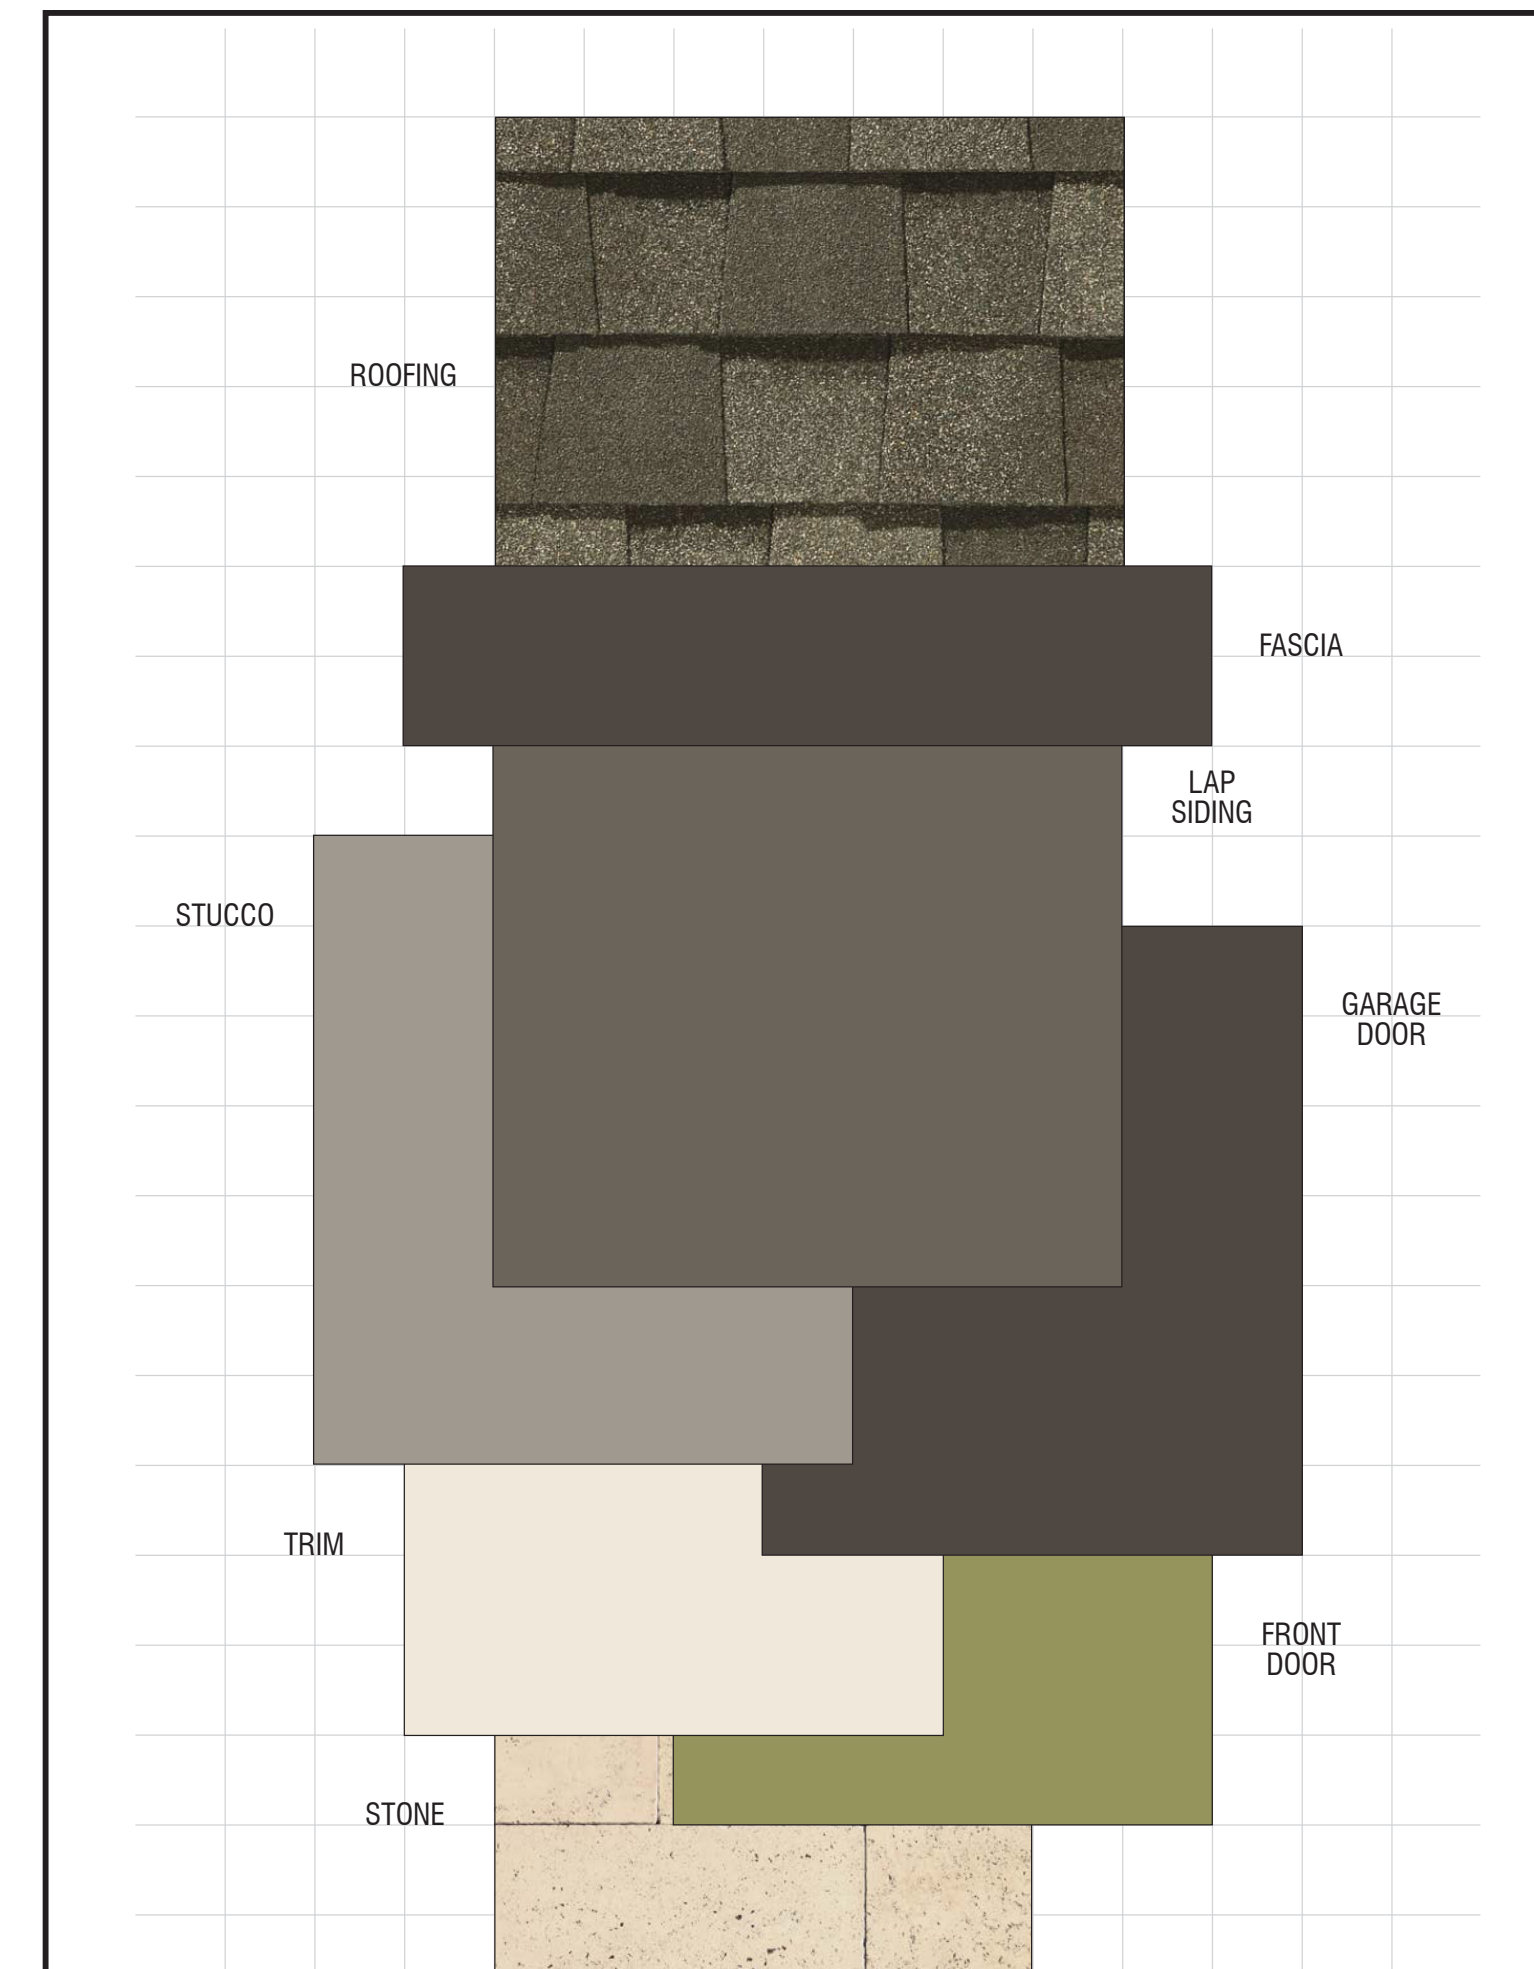 ROOFING
FASCIA
LAP
SIDING
STUCCO
GARAGE
DOOR
TRIM
FRONT
DOOR
STONE